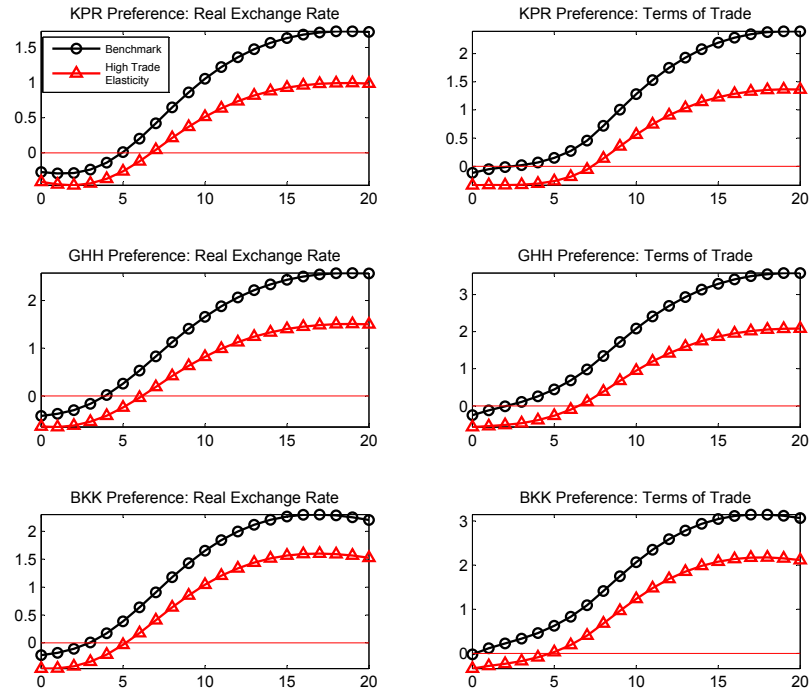 KPR Preference: Real Exchange Rate
KPR Preference: Terms of Trade
1.5
1
0.5
0
Benchmark
High Trade
Elasticity
0 5 10 15 20
2
1.5
1
0.5
0
0 5 10 15 20
GHH Preference: Real Exchange Rate
GHH Preference: Terms of Trade
2
1
0
0 5 10 15 20
3
2
1
0
0 5 10 15 20
BKK Preference: Real Exchange Rate
BKK Preference: Terms of Trade
2
1.5
1
0.5
0
0 5 10 15 20
3
2
1
0
0 5 10 15 20